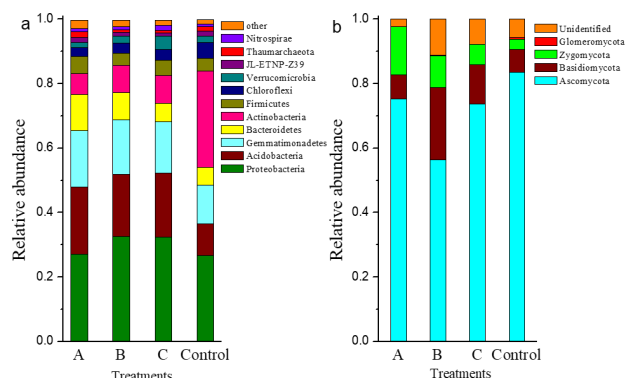 a
1.0
0.8
0.6
0.4
0.2
0.0
Relative abundance
A B C Control
Treatments
other
Nitrospirae
Thaumarchaeota
JL-ETNP-Z39
Verrucomicrobia
Chloroflexi
Firmicutes
Actinobacteria
Bacteroidetes
Gemmatimonadetes
Acidobacteria
Proteobacteria
b
1.0
0.8
0.6
0.4
0.2
0.0
Relative abundance
A B C Control
Treatments
Unidentified
Glomeromycota
Zygomycota
Basidiomycota
Ascomycota